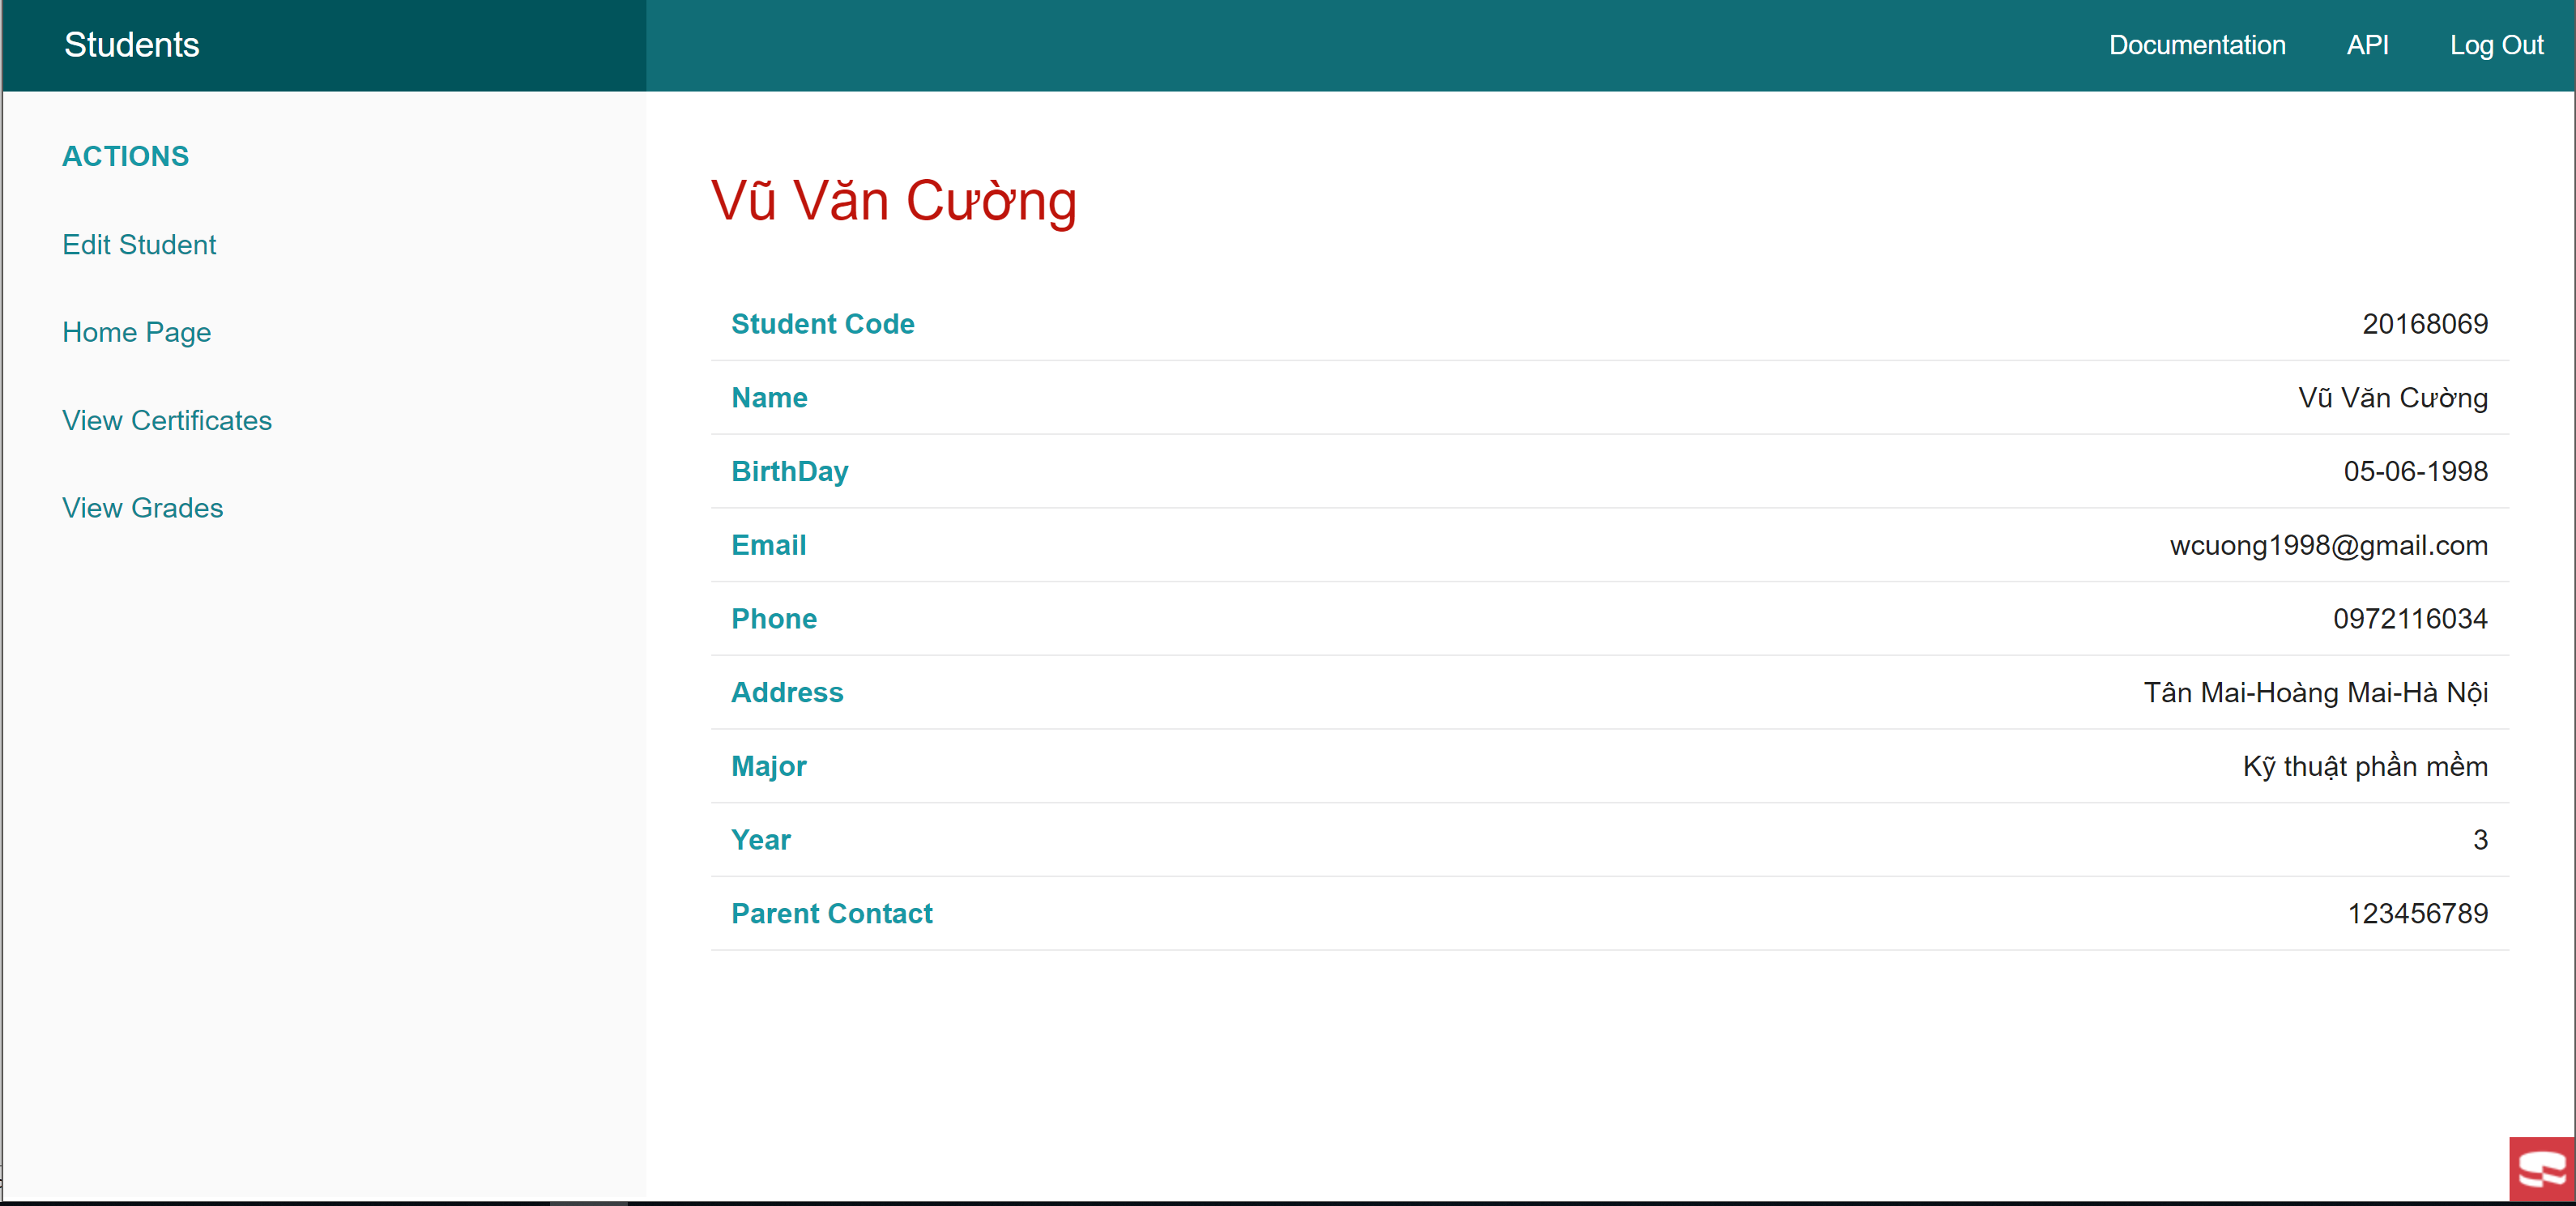 Students
Documentation API Log Out
ACTIONS
Edit Student
Home Page
View Certificates
View Grades
Vũ Văn Cường
Student Code 20168069
Name Vũ Văn Cường
BirthDay 05-06-1998
Email wcuong1998@gmail.com
Phone 0972116034
Address Tân Mai-Hoàng Mai-Hà Nội
Major Kỹ thuật phần mềm
Year 3
Parent Contact 123456789